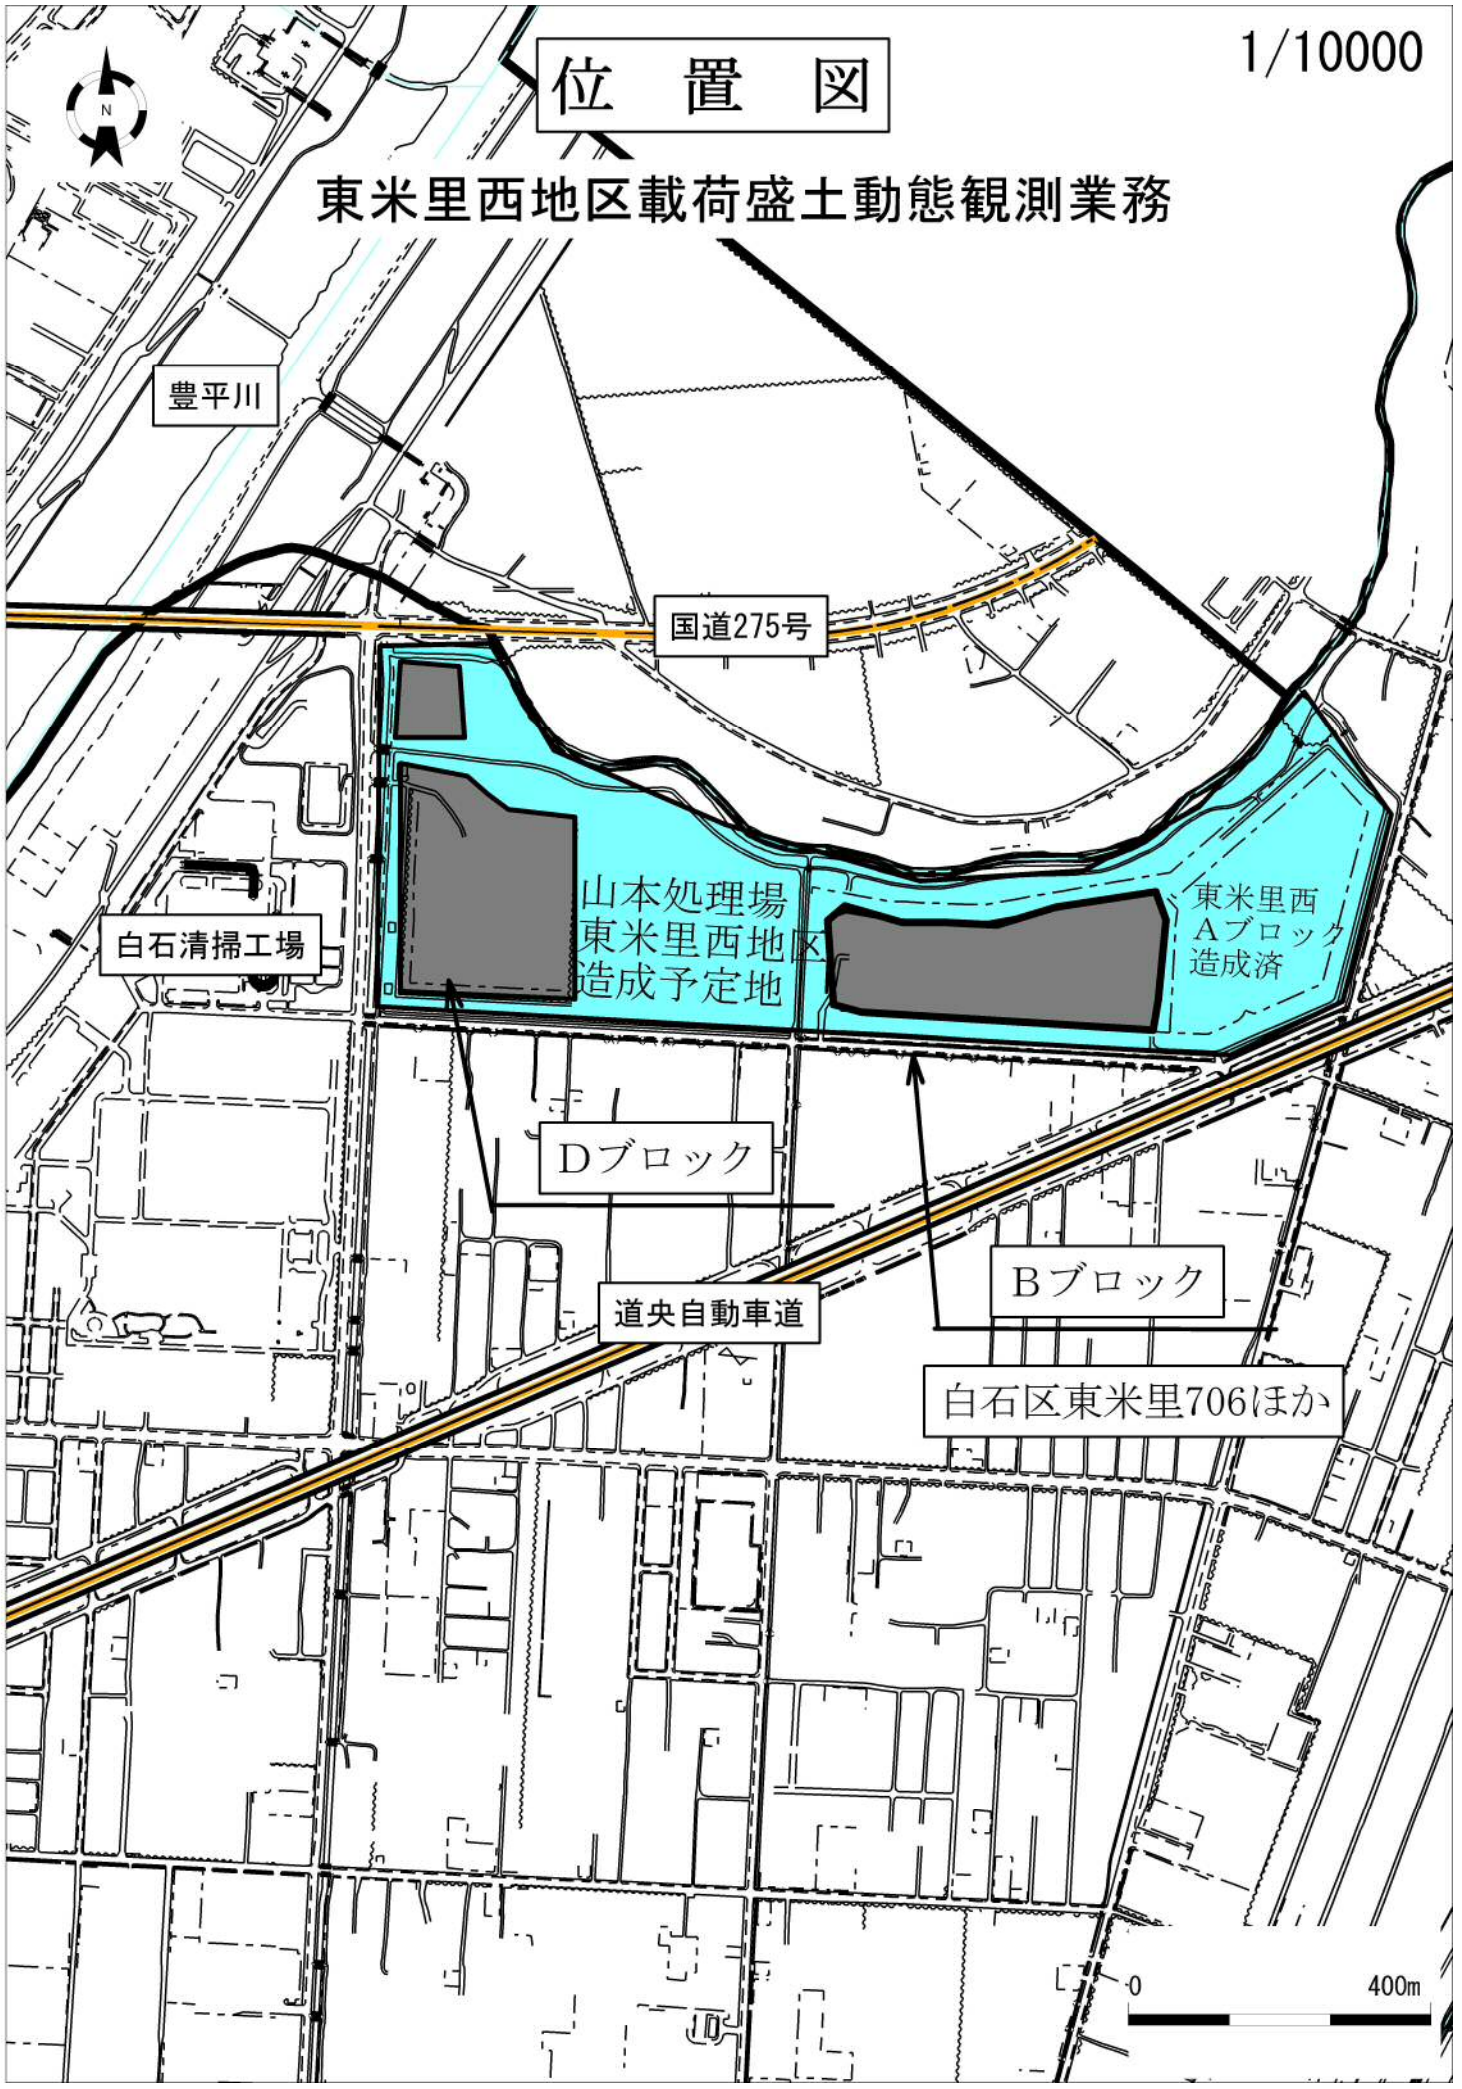 1/10000
位置図
N
東米里西地区載荷盛土動態観測業務
豊平川
国道275号
山本処理場
東米里西地区
造成予定地
東米里西
Aブロック
造成済
白石清掃工場
Dブロック
Bブロック
道央自動車道
白石区東米里706ほか
0 400m